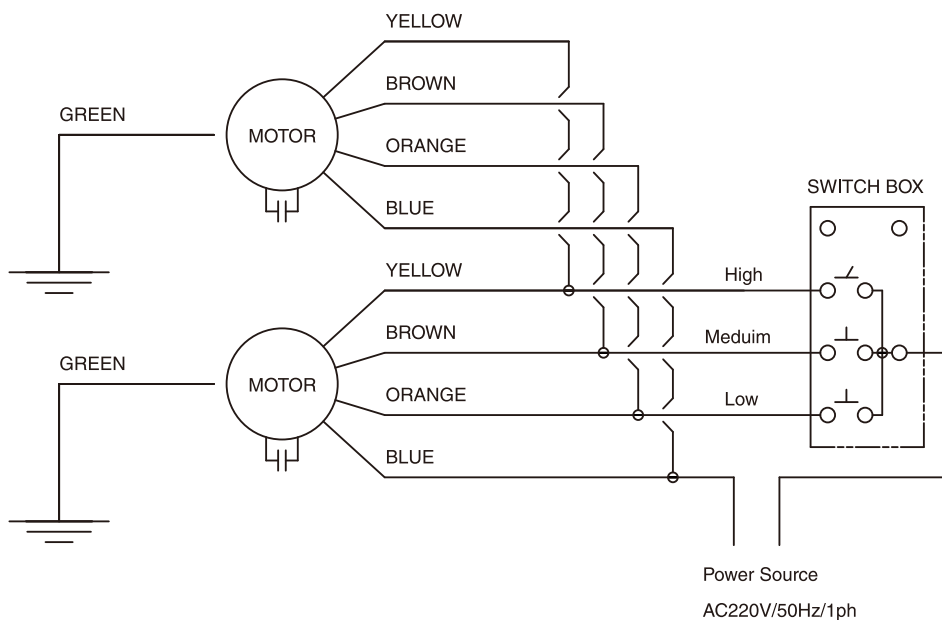 YELLOW
BROWN
GREEN
MOTOR
ORANGE
SWITCH BOX
BLUE
YELLOW
High
BROWN
Meduim
GREEN
MOTOR
ORANGE
Low
BLUE
Power Source
AC220V/50Hz/1ph